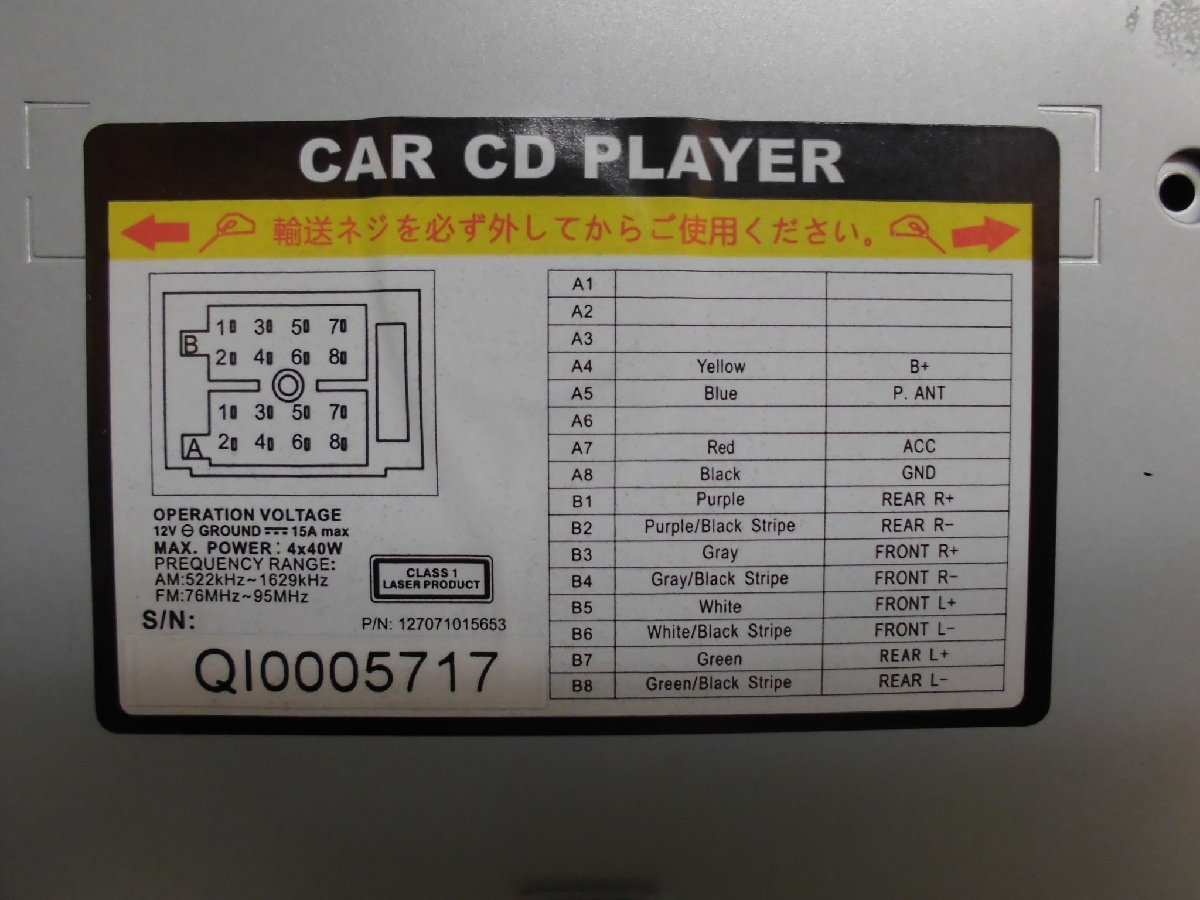 CAR CD PLAYER
輸送ネジを必ず外してからご使用ください。
B
1 3 5 7
2 4 6 8
1 3 5 7
A 2 4 6 8
OPERATION VOLTAGE
12V ⊖ GROUND ⎓ 15A max
MAX. POWER: 4x40W
PREQUENCY RANGE:
AM:522kHz~1629kHz
FM:76MHz~95MHz
CLASS 1
LASER PRODUCT
S/N:
P/N: 127071015653
QI0005717
A1
A2
A3
A4 Yellow B+
A5 Blue P. ANT
A6
A7 Red ACC
A8 Black GND
B1 Purple REAR R+
B2 Purple/Black Stripe REAR R-
B3 Gray FRONT R+
B4 Gray/Black Stripe FRONT R-
B5 White FRONT L+
B6 White/Black Stripe FRONT L-
B7 Green REAR L+
B8 Green/Black Stripe REAR L-